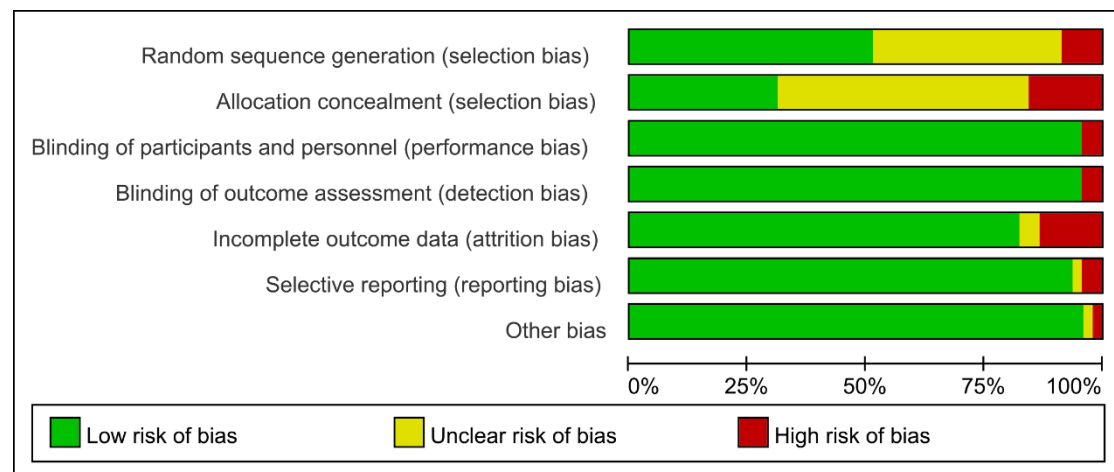 Random sequence generation (selection bias)
Allocation concealment (selection bias)
Blinding of participants and personnel (performance bias)
Blinding of outcome assessment (detection bias)
Incomplete outcome data (attrition bias)
Selective reporting (reporting bias)
Other bias
0% 25% 50% 75% 100%
Low risk of bias Unclear risk of bias High risk of bias